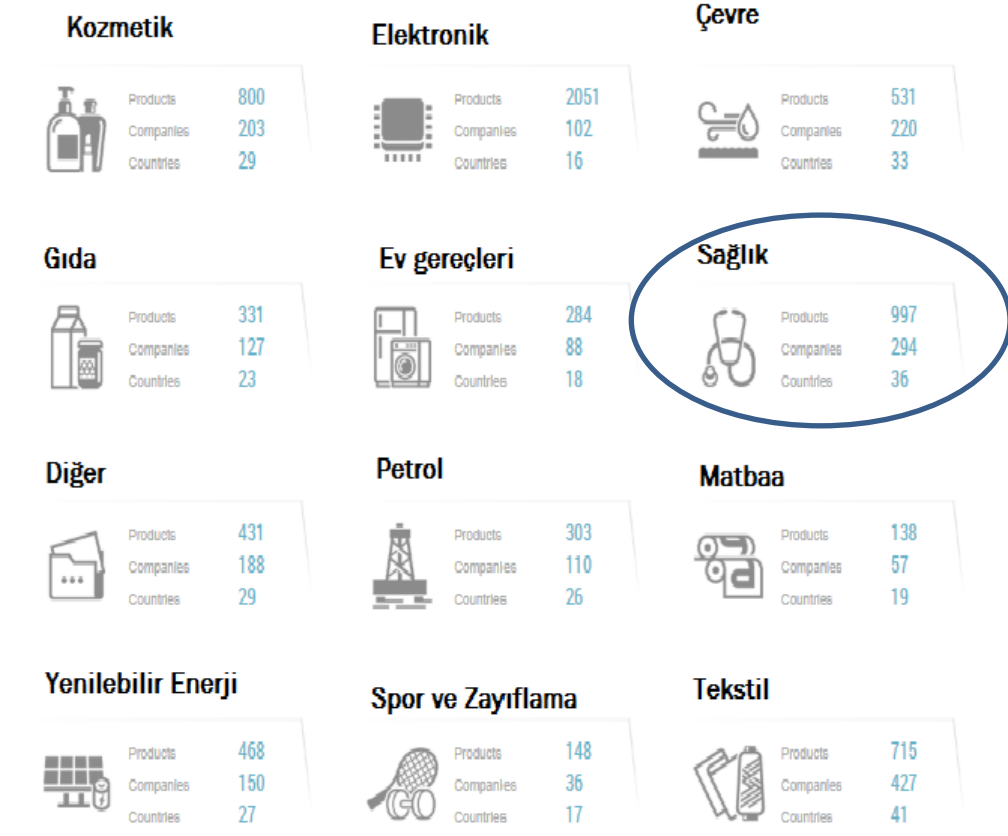 Kozmetik
Products 800
Companies 203
Countries 29
Elektronik
Products 2051
Companies 102
Countries 16
Çevre
Products 531
Companies 220
Countries 33
Gıda
Products 331
Companies 127
Countries 23
Ev gereçleri
Products 284
Companies 88
Countries 18
Sağlık
Products 997
Companies 294
Countries 36
Diğer
Products 431
Companies 188
Countries 29
Petrol
Products 303
Companies 110
Countries 26
Matbaa
Products 138
Companies 57
Countries 19
Yenilebilir Enerji
Products 468
Companies 150
Countries 27
Spor ve Zayıflama
Products 148
Companies 36
Countries 17
Tekstil
Products 715
Companies 427
Countries 41